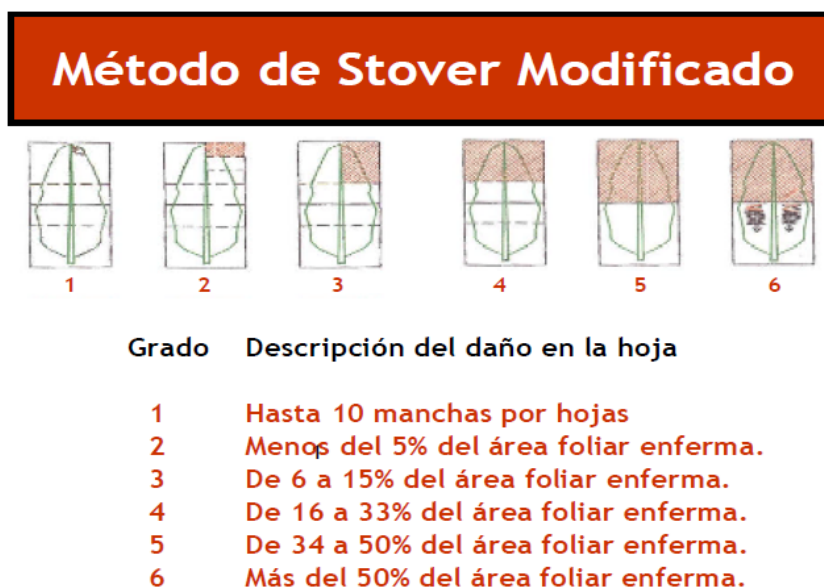 Método de Stover Modificado
1 2 3 4 5 6
Grado Descripción del daño en la hoja
1 Hasta 10 manchas por hojas
2 Menos del 5% del área foliar enferma.
3 De 6 a 15% del área foliar enferma.
4 De 16 a 33% del área foliar enferma.
5 De 34 a 50% del área foliar enferma.
6 Más del 50% del área foliar enferma.